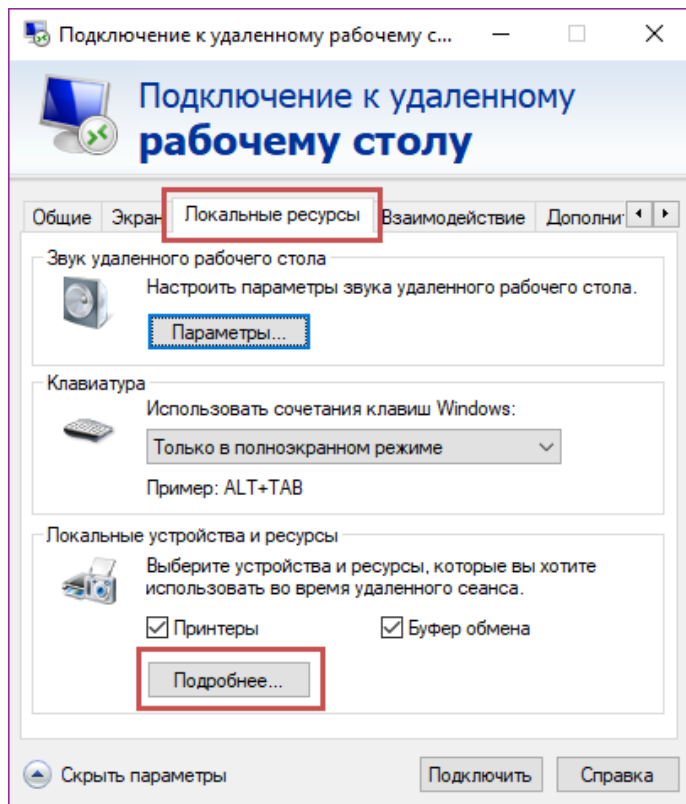 Подключение к удаленному рабочему с...
Подключение к удаленному
рабочему столу
Общие Экран Локальные ресурсы Взаимодействие Дополнит
Звук удаленного рабочего стола
Настроить параметры звука удаленного рабочего стола.
Параметры...
Клавиатура
Использовать сочетания клавиш Windows:
Только в полноэкранном режиме
Пример: ALT+TAB
Локальные устройства и ресурсы
Выберите устройства и ресурсы, которые вы хотите
использовать во время удаленного сеанса.
Принтеры Буфер обмена
Подробнее...
Скрыть параметры Подключить Справка